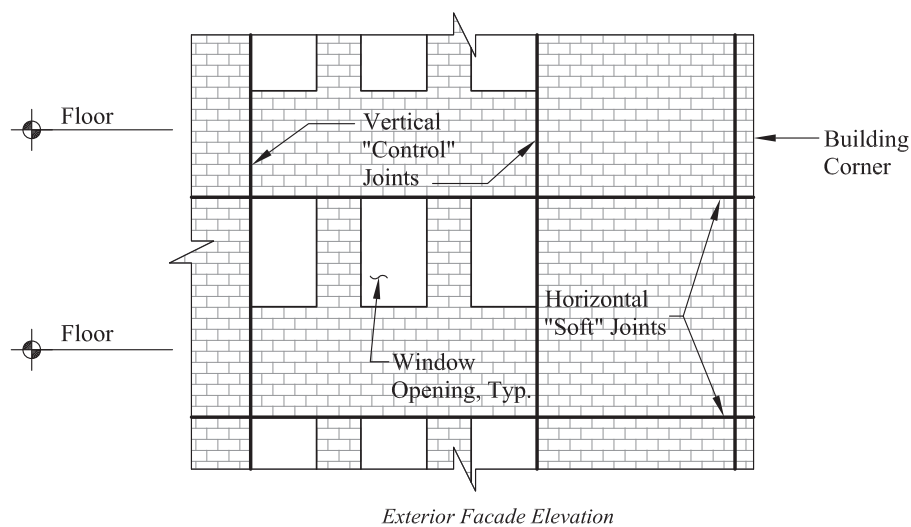 Floor
Vertical
"Control"
Joints
Building
Corner
Horizontal
"Soft" Joints
Floor
Window
Opening, Typ.
Exterior Facade Elevation